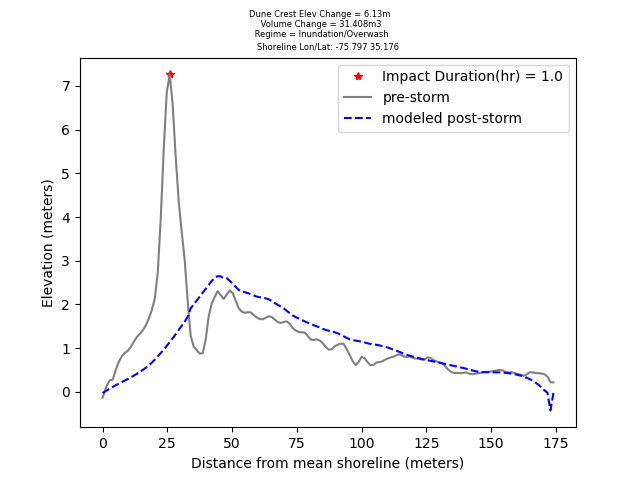 Dune Crest Elev Change = 6.13m
Volume Change = 31.408m3
Regime = Inundation/Overwash
Shoreline Lon/Lat: -75.797 35.176
Impact Duration(hr) = 1.0
pre-storm
modeled post-storm
Elevation (meters)
7
6
5
4
3
2
1
0
0 25 50 75 100 125 150 175
Distance from mean shoreline (meters)